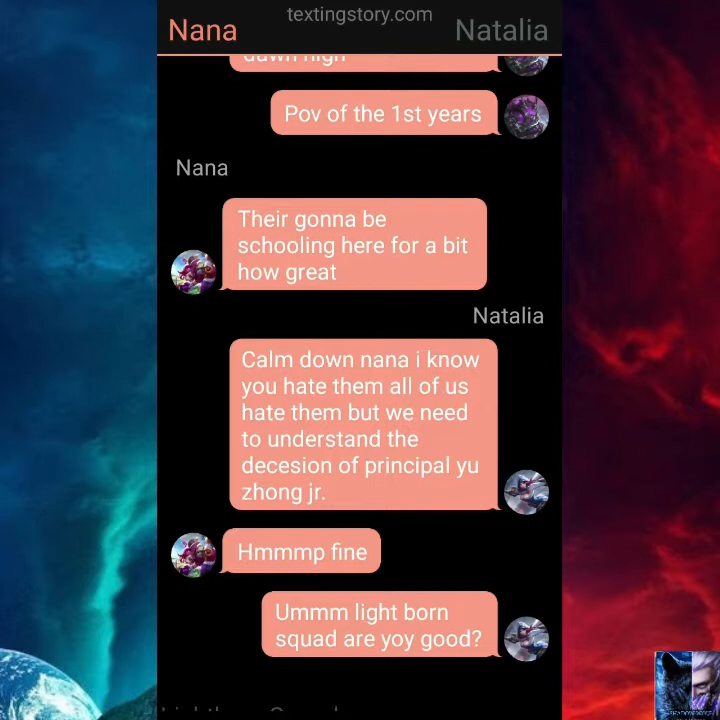 textingstory.com
Nana
Natalia
dawn high
Pov of the 1st years
Nana
Their gonna be
schooling here for a bit
how great
Natalia
Calm down nana i know
you hate them all of us
hate them but we need
to understand the
decesion of principal yu
zhong jr.
Hmmmp fine
Ummm light born
squad are yoy good?